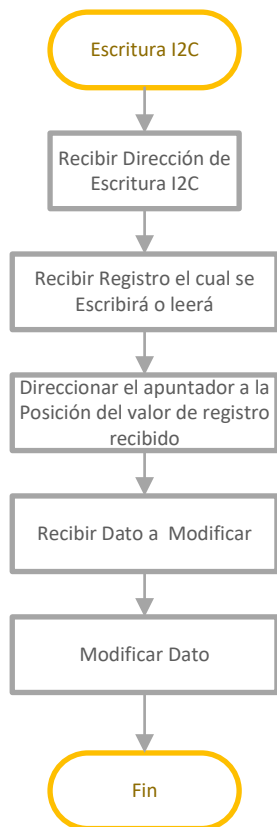 Escritura I2C
Recibir Dirección de
Escritura I2C
Recibir Registro el cual se
Escribirá o leerá
Direccionar el apuntador a la
Posición del valor de registro
recibido
Recibir Dato a  Modificar
Modificar Dato
Fin